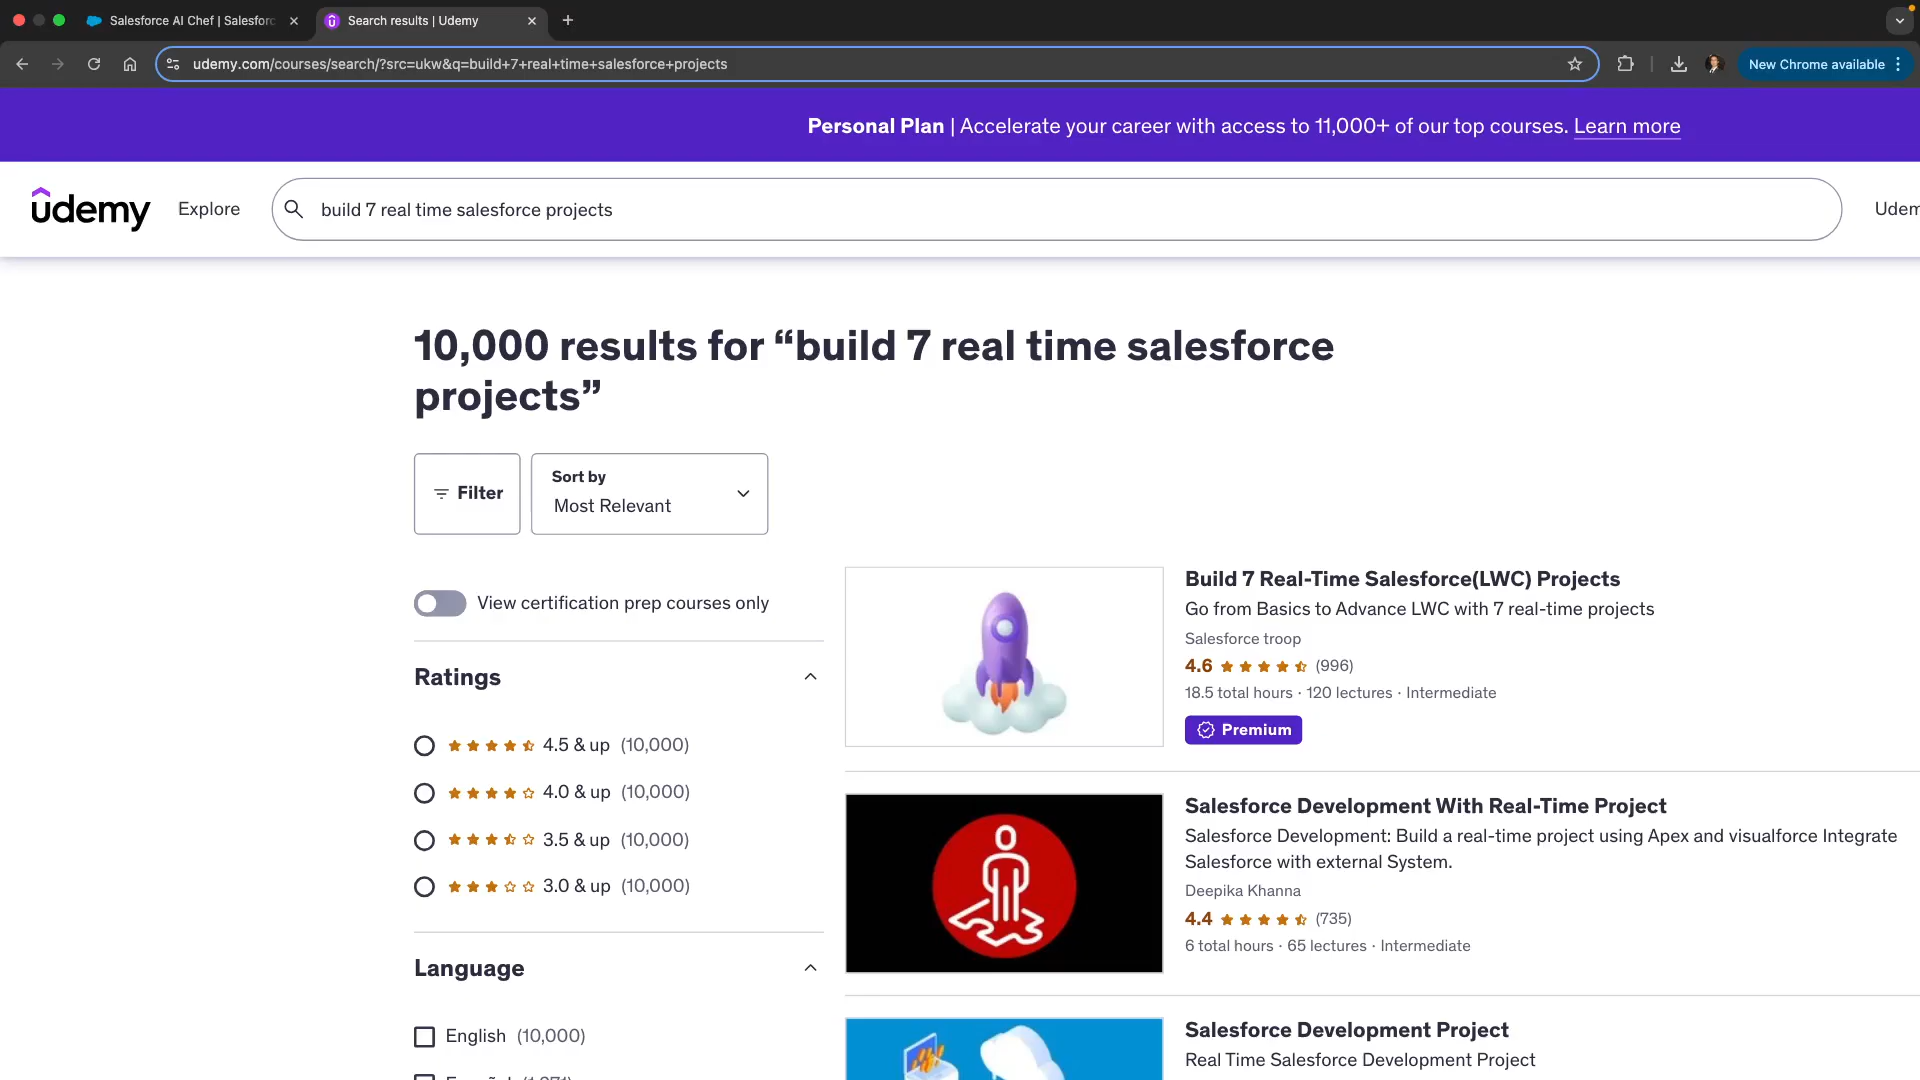 Salesforce AI Chef | Salesforc
Search results | Udemy
udemy.com/courses/search/?src=ukw&q=build+7+real+time+salesforce+projects
New Chrome available
Personal Plan | Accelerate your career with access to 11,000+ of our top courses. Learn more
ûdemy
Explore
build 7 real time salesforce projects
Udem
10,000 results for “build 7 real time salesforce
projects”
Filter
Sort by
Most Relevant
View certification prep courses only
Ratings
4.5 & up (10,000)
4.0 & up (10,000)
3.5 & up (10,000)
3.0 & up (10,000)
Language
English (10,000)
Build 7 Real-Time Salesforce(LWC) Projects
Go from Basics to Advance LWC with 7 real-time projects
Salesforce troop
4.6 (996)
18.5 total hours · 120 lectures · Intermediate
Premium
Salesforce Development With Real-Time Project
Salesforce Development: Build a real-time project using Apex and visualforce Integrate
Salesforce with external System.
Deepika Khanna
4.4 (735)
6 total hours · 65 lectures · Intermediate
Salesforce Development Project
Real Time Salesforce Development Project